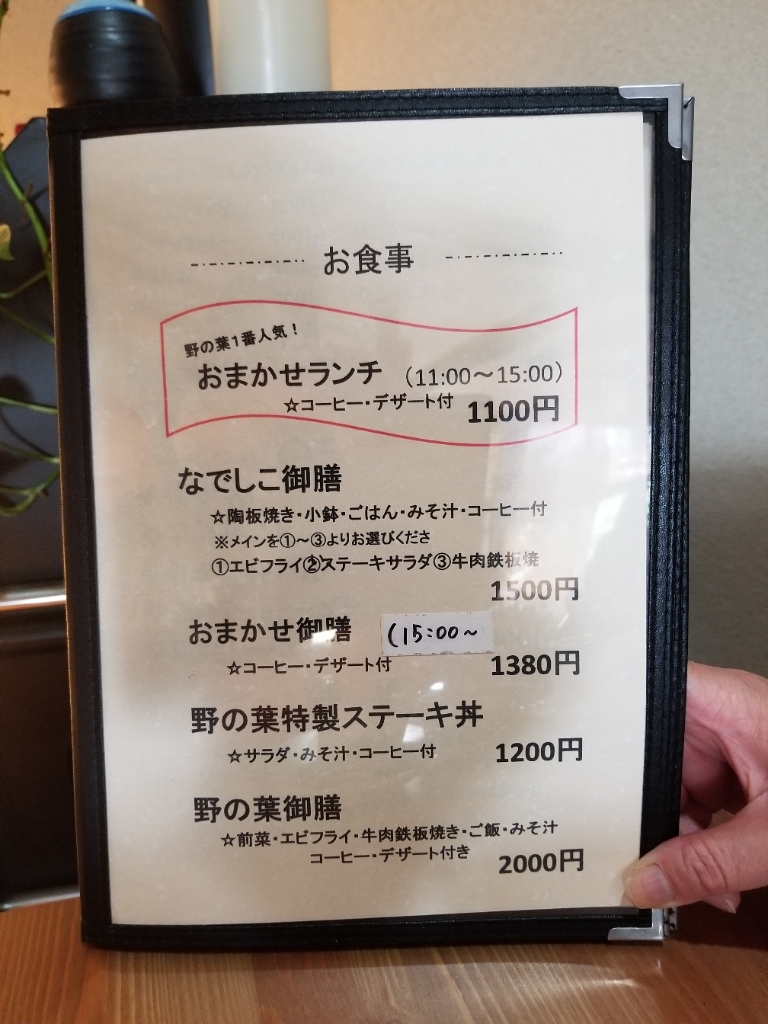 お食事
野の葉1番人気!
おまかせランチ (11:00～15:00)
☆コーヒー・デザート付 1100円
なでしこ御膳
☆陶板焼き・小鉢・ごはん・みそ汁・コーヒー付
※メインを①～③よりお選びくださ
①エビフライ②ステーキサラダ③牛肉鉄板焼
1500円
おまかせ御膳 (15:00～
☆コーヒー・デザート付 1380円
野の葉特製ステーキ丼
☆サラダ・みそ汁・コーヒー付 1200円
野の葉御膳
☆前菜・エビフライ・牛肉鉄板焼き・ご飯・みそ汁
コーヒー・デザート付き 2000円